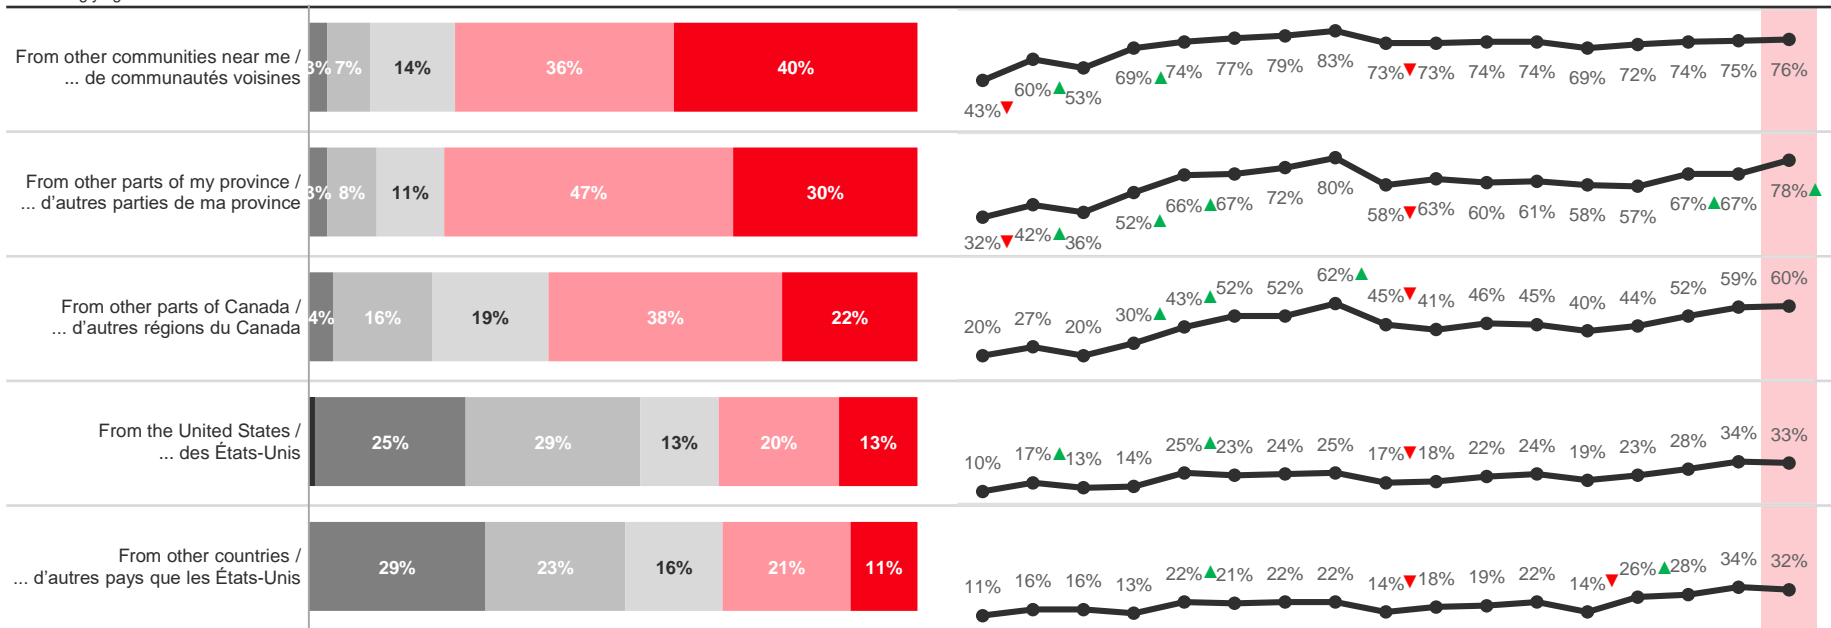 From other communities near me /
... de communautés voisines
3% 7% 14% 36% 40%
43% 60% 53% 69% 74% 77% 79% 83% 73% 73% 74% 74% 69% 72% 74% 75% 76%
From other parts of my province /
... d'autres parties de ma province
3% 8% 11% 47% 30%
32% 42% 36% 52% 66% 67% 72% 80% 58% 63% 60% 61% 58% 57% 67% 67% 78%
From other parts of Canada /
... d'autres régions du Canada
4% 16% 19% 38% 22%
20% 27% 20% 30% 43% 52% 52% 62% 45% 41% 46% 45% 40% 44% 52% 59% 60%
From the United States /
... des États-Unis
25% 29% 13% 20% 13%
10% 17% 13% 14% 25% 23% 24% 25% 17% 18% 22% 24% 19% 23% 28% 34% 33%
From other countries /
... d'autres pays que les États-Unis
29% 23% 16% 21% 11%
11% 16% 16% 13% 22% 21% 22% 22% 14% 18% 19% 22% 14% 26% 28% 34% 32%